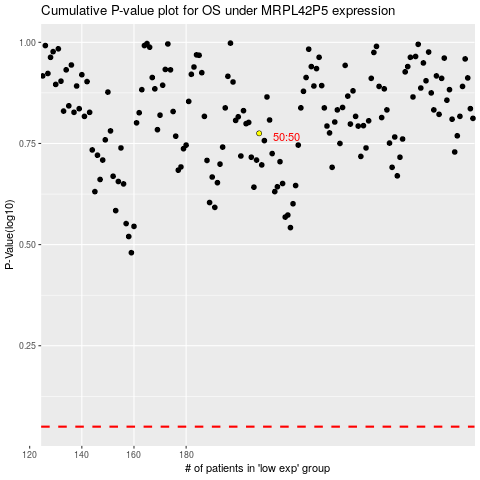 Cumulative P-value plot for OS under MRPL42P5 expression
P-Value(log10)
1.00
0.75
0.50
0.25
50:50
120 140 160 180
# of patients in 'low exp' group